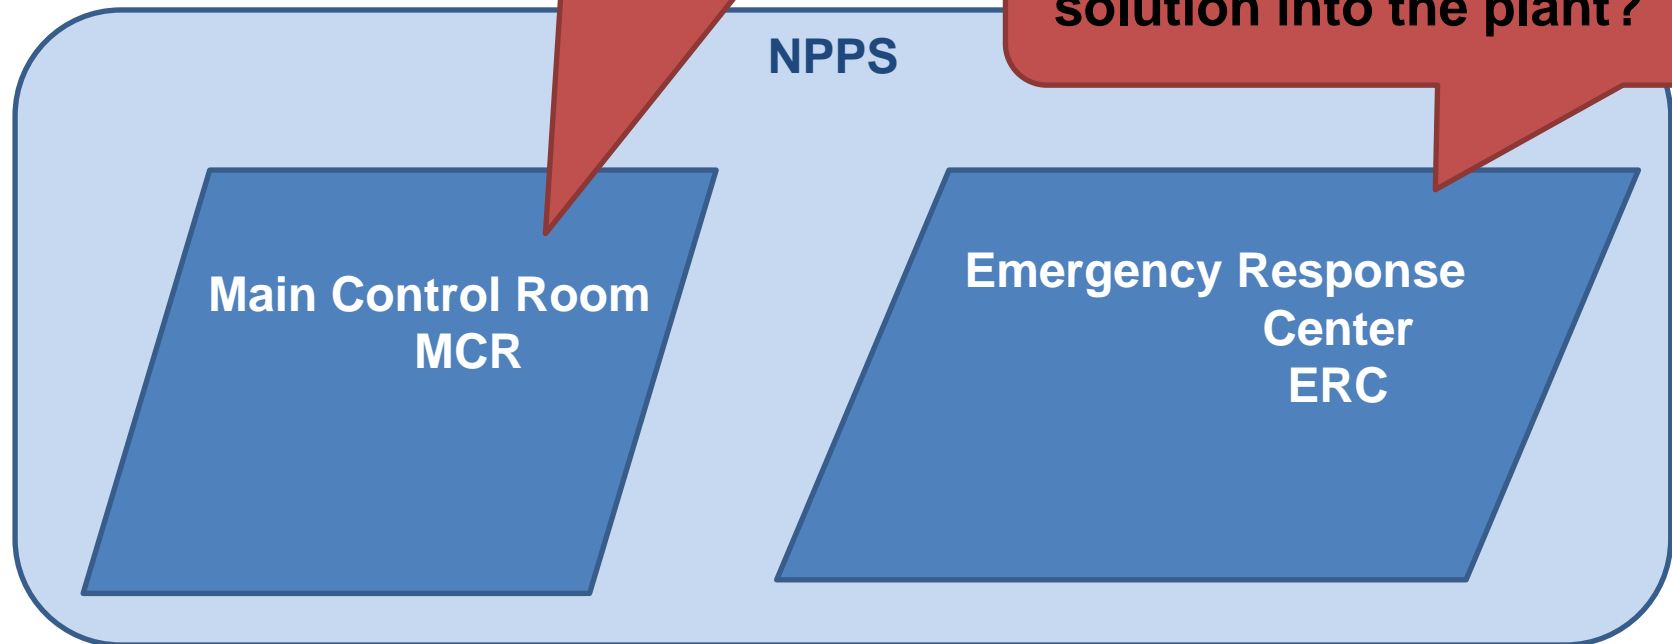 solution into the plant?
NPPS
Main Control Room
MCR
Emergency Response
Center
ERC